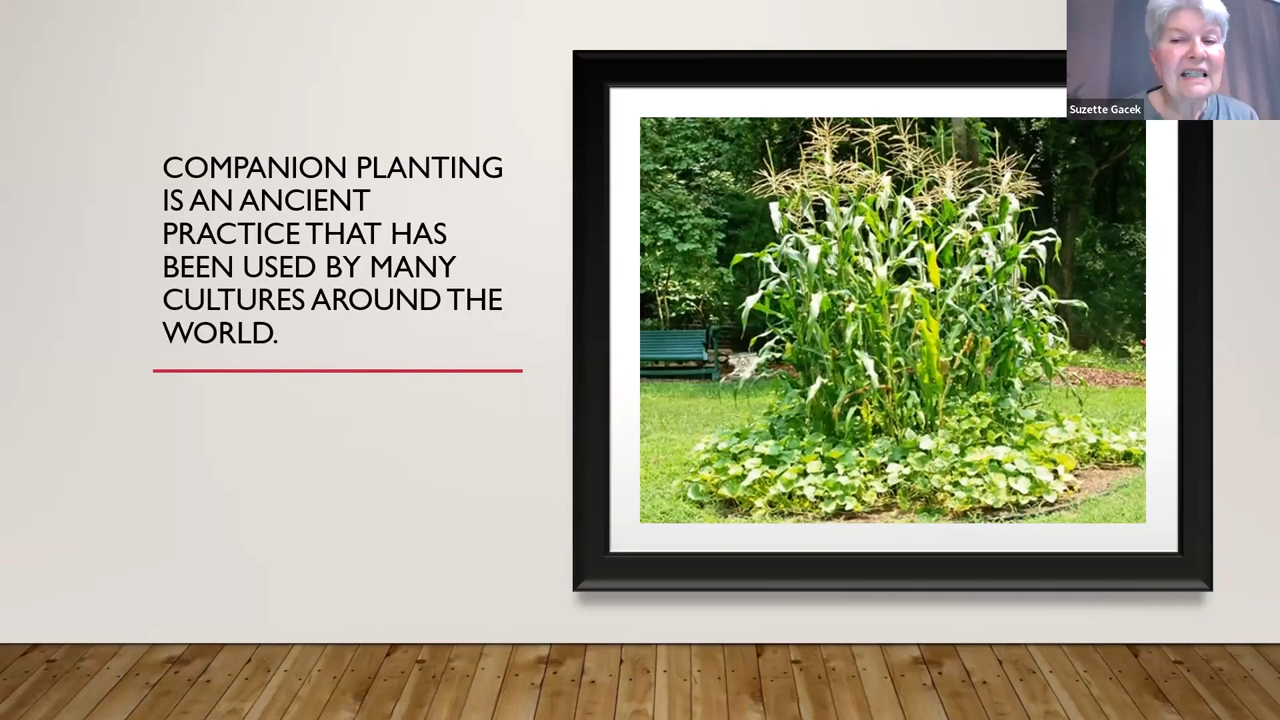 COMPANION PLANTING
IS AN ANCIENT
PRACTICE THAT HAS
BEEN USED BY MANY
CULTURES AROUND THE
WORLD.
Suzette Gacek